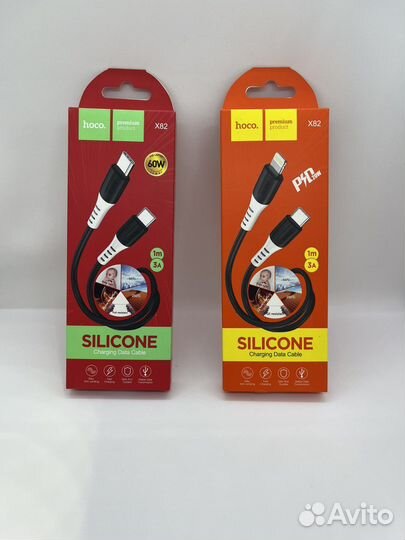 hoco.
premium
product
X82
60W
1m
3A
SILICONE
Charging Data Cable
hoco.
premium
product
X82
PD 20W
1m
3A
SILICONE
Charging Data Cable
Avito